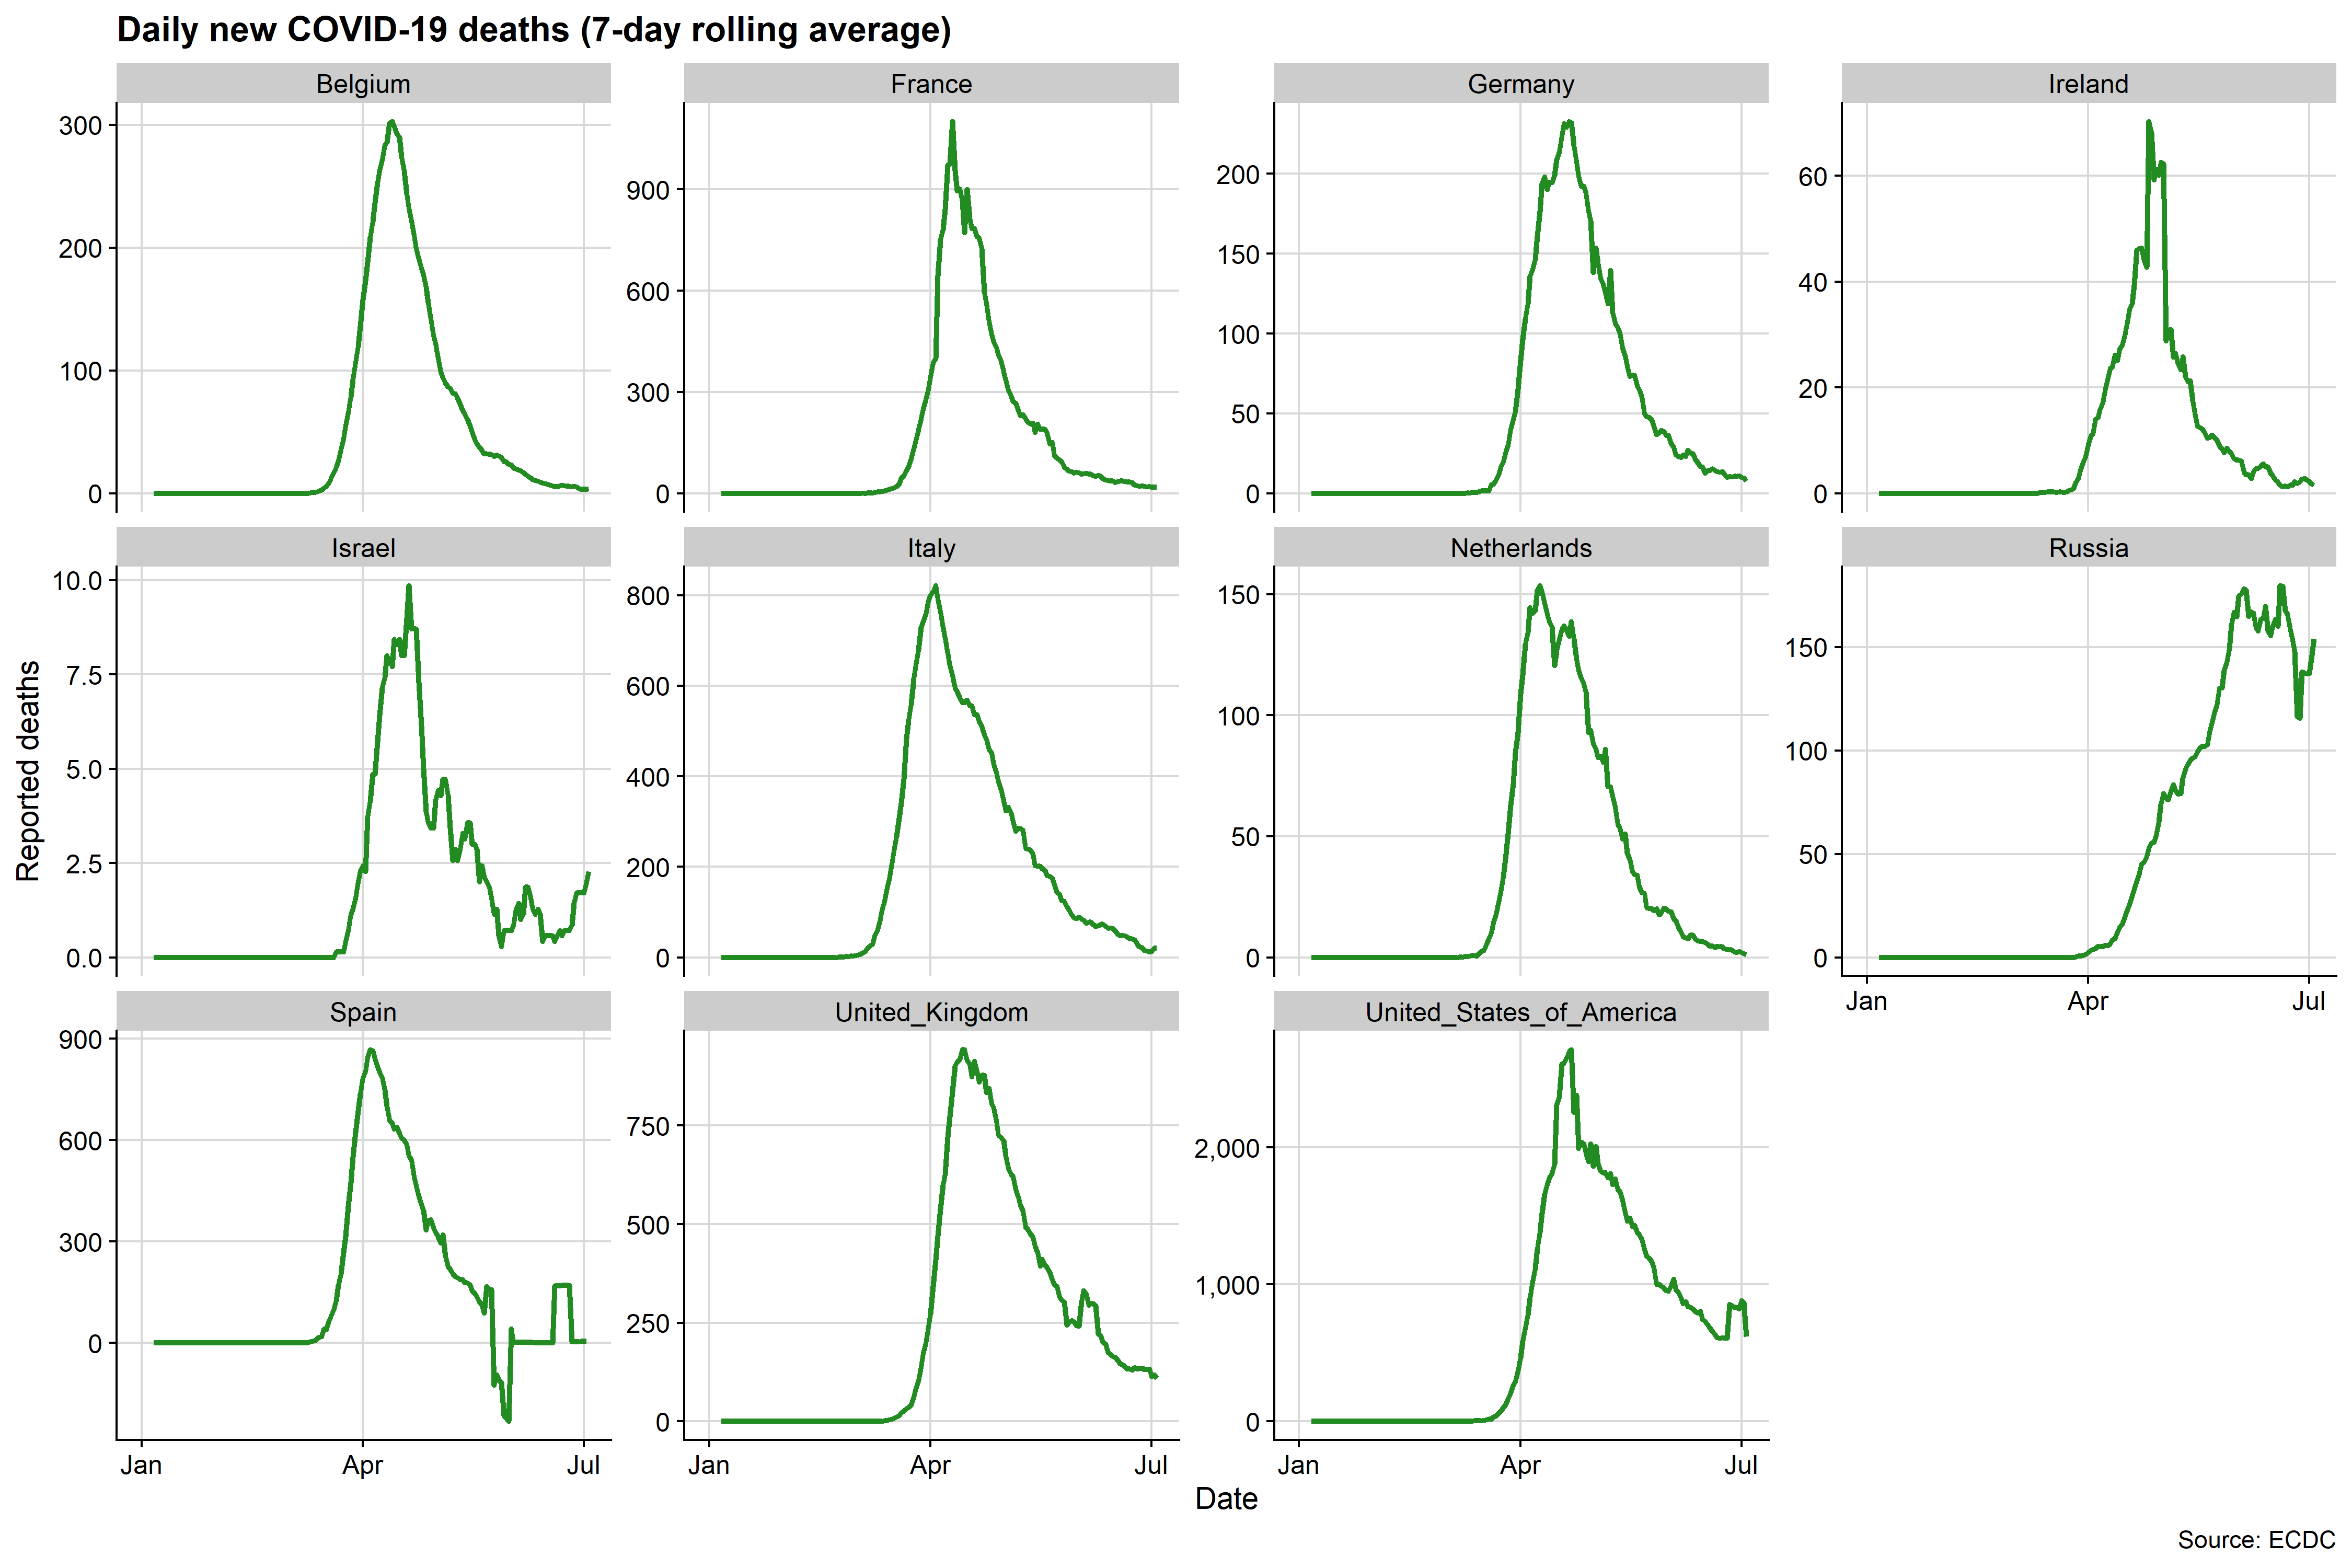 Daily new COVID-19 deaths (7-day rolling average)
Belgium
France
Germany
Ireland
300
200
100
0
900
600
300
0
200
150
100
50
0
60
40
20
0
Israel
Italy
Netherlands
Russia
10.0
7.5
5.0
2.5
0.0
800
600
400
200
0
150
100
50
0
150
100
50
0
Jan Apr Jul
Spain
United_Kingdom
United_States_of_America
900
600
300
0
750
500
250
0
2,000
1,000
0
Jan Apr Jul
Jan Apr Jul
Jan Apr Jul
Reported deaths
Date
Source: ECDC